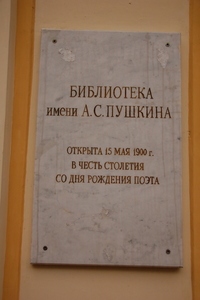 БИБЛИОТЕКА
имени А.С.ПУШКИНА
ОТКРЫТА 15 МАЯ 1900 г.
В ЧЕСТЬ СТОЛЕТИЯ
СО ДНЯ РОЖДЕНИЯ ПОЭТА